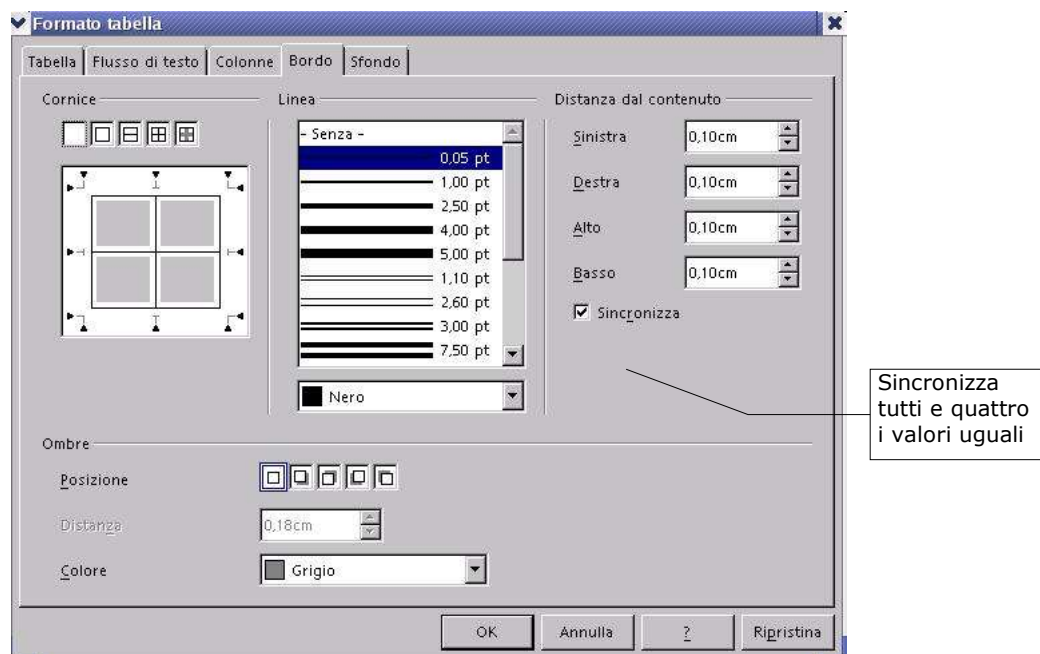 Formato tabella
Tabella Flusso di testo Colonne Bordo Sfondo
Cornice
Linea
- Senza -
0,05 pt
1,00 pt
2,50 pt
4,00 pt
5,00 pt
1,10 pt
2,60 pt
3,00 pt
7,50 pt
Nero
Distanza dal contenuto
Sinistra 0,10cm
Destra 0,10cm
Alto 0,10cm
Basso 0,10cm
Sincronizza
Sincronizza
tutti e quattro
i valori uguali
Ombre
Posizione
Distanza 0,18cm
Colore Grigio
OK Annulla ? Ripristina